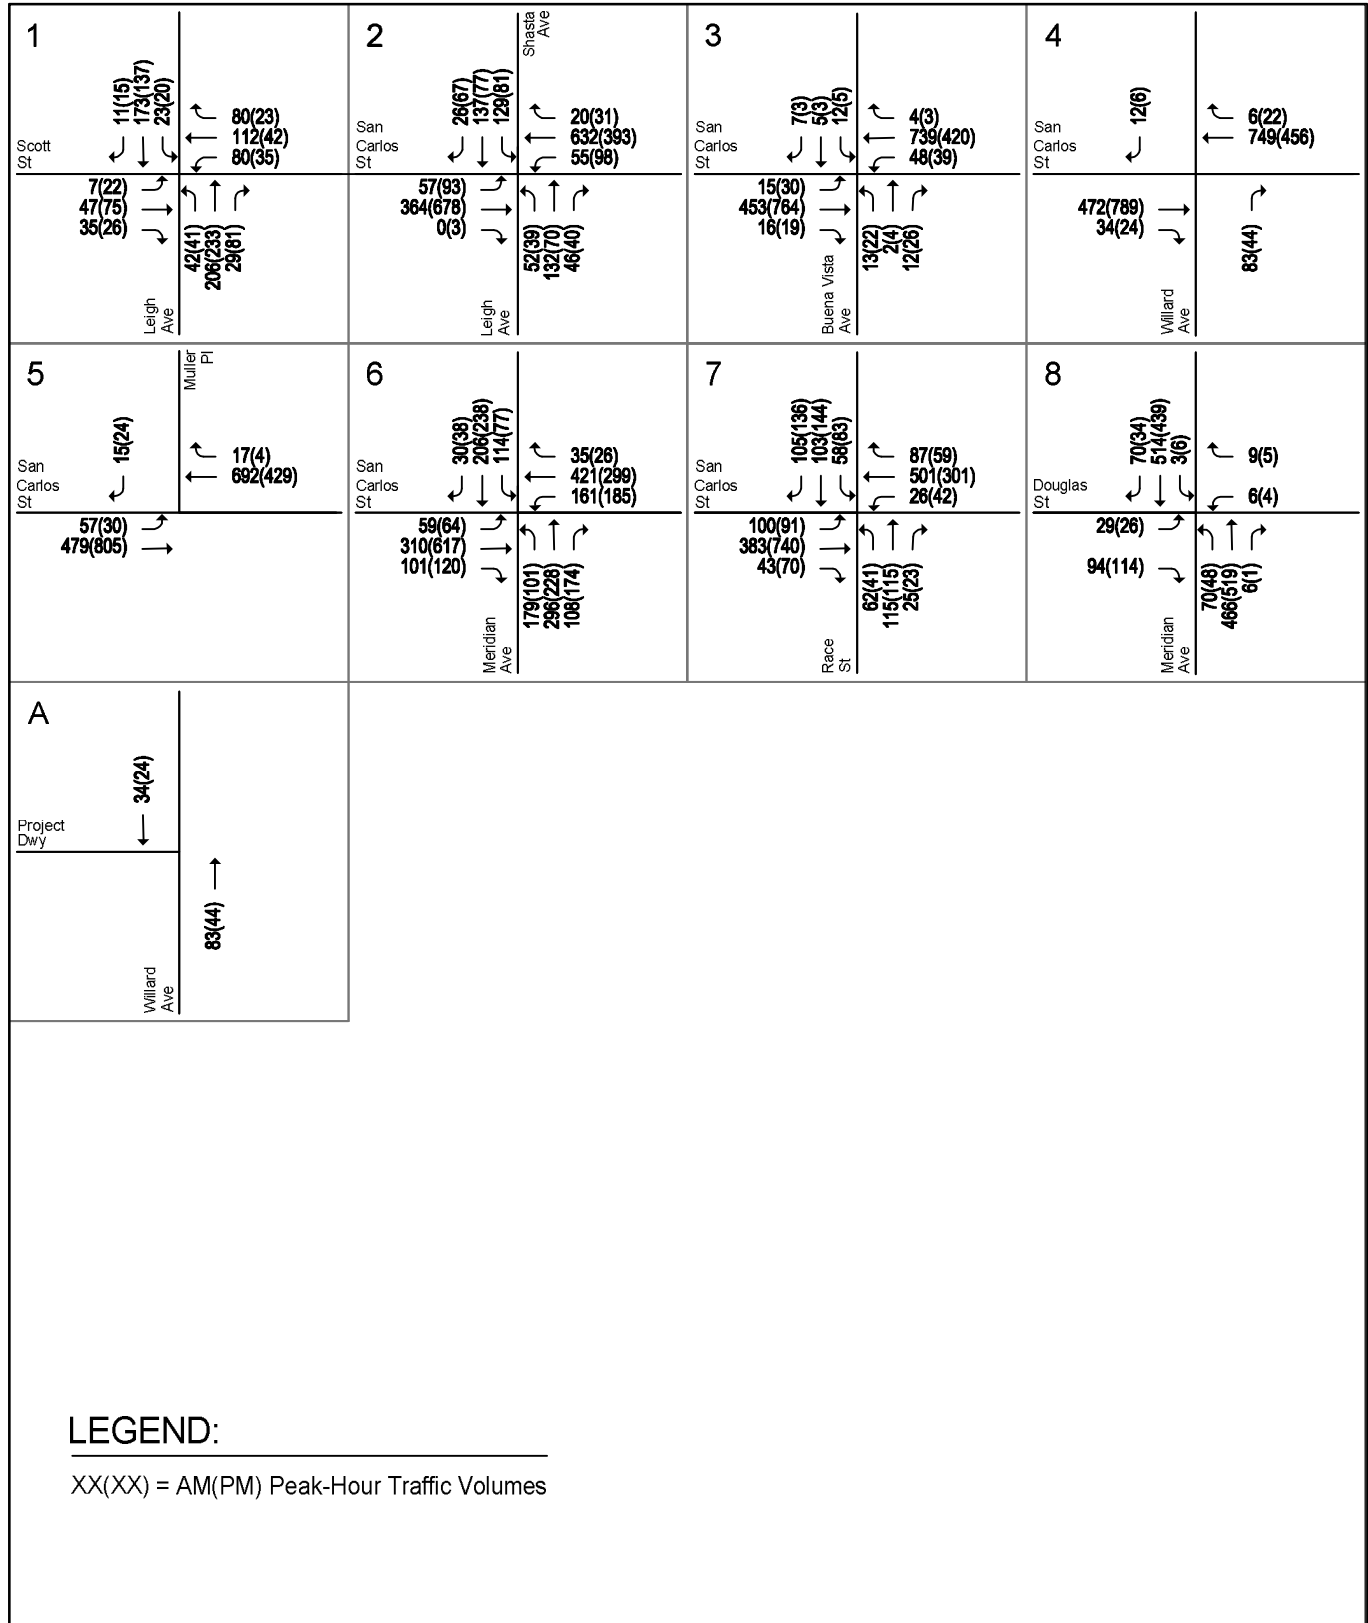 1
11(15)
173(137)
23(20)
80(23)
112(42)
80(35)
Scott
St
7(22)
47(75)
35(26)
42(41)
206(233)
29(81)
Leigh
Ave
2
Shasta
Ave
26(67)
137(77)
129(81)
20(31)
632(393)
55(98)
San
Carlos
St
57(93)
364(678)
0(3)
52(39)
132(70)
46(40)
Leigh
Ave
3
7(3)
5(3)
12(5)
4(3)
739(420)
48(39)
San
Carlos
St
15(30)
453(764)
16(19)
13(22)
2(4)
12(26)
Buena Vista
Ave
4
12(6)
6(22)
749(456)
San
Carlos
St
472(789)
34(24)
83(44)
Willard
Ave
5
Muller
Pl
15(24)
17(4)
692(429)
San
Carlos
St
57(30)
479(805)
6
30(38)
206(238)
114(77)
35(26)
421(299)
161(185)
San
Carlos
St
59(64)
310(617)
101(120)
179(101)
296(228)
108(174)
Meridian
Ave
7
105(136)
103(144)
58(83)
87(59)
501(301)
26(42)
San
Carlos
St
100(91)
383(740)
43(70)
62(41)
115(115)
25(23)
Race
St
8
70(34)
514(439)
3(6)
9(5)
6(4)
Douglas
St
29(26)
94(114)
70(48)
466(519)
6(1)
Meridian
Ave
A
34(24)
Project
Dwy
83(44)
Willard
Ave
LEGEND:
XX(XX) = AM(PM) Peak-Hour Traffic Volumes